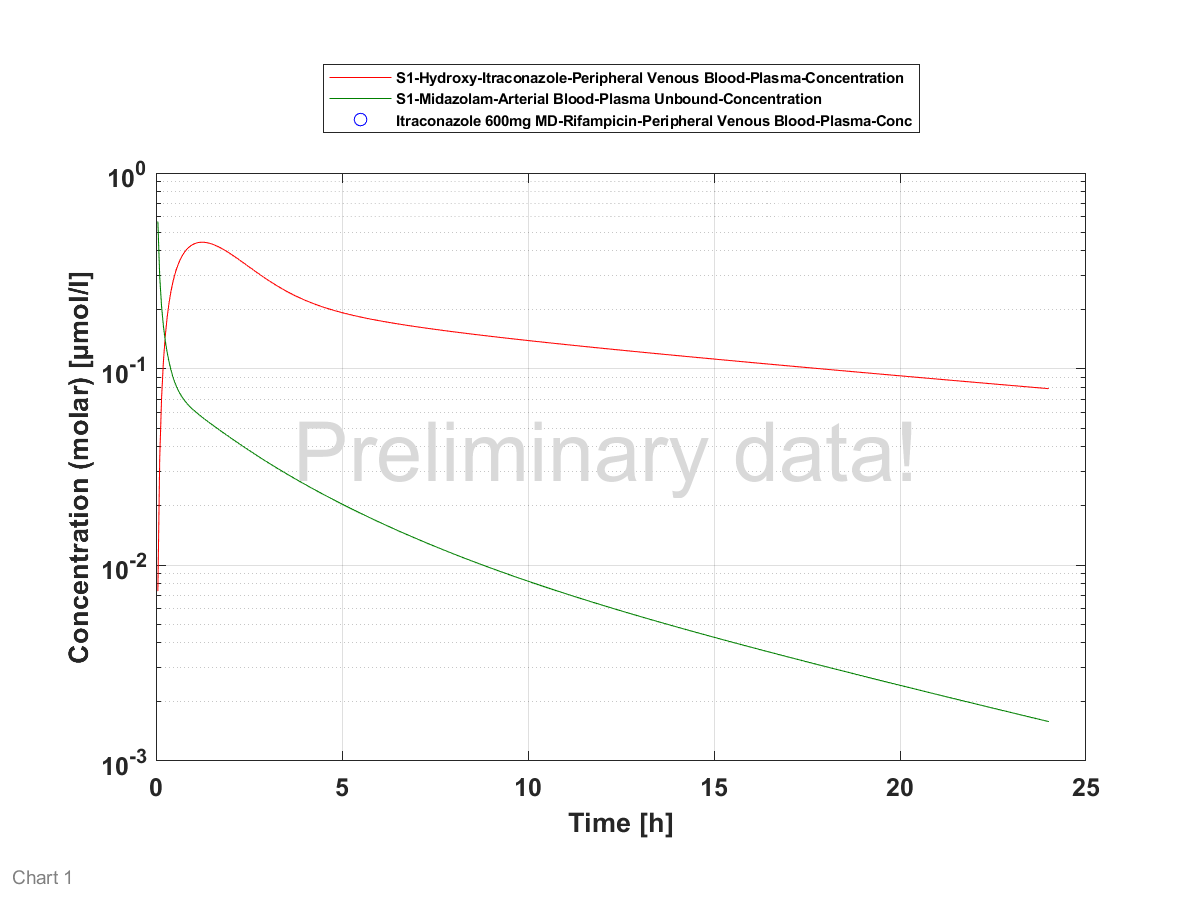 S1-Hydroxy-Itraconazole-Peripheral Venous Blood-Plasma-Concentration
S1-Midazolam-Arterial Blood-Plasma Unbound-Concentration
Itraconazole 600mg MD-Rifampicin-Peripheral Venous Blood-Plasma-Conc
10^0
10^-1
10^-2
10^-3
Concentration (molar) [µmol/l]
Preliminary data!
0 5 10 15 20 25
Time [h]
Chart 1